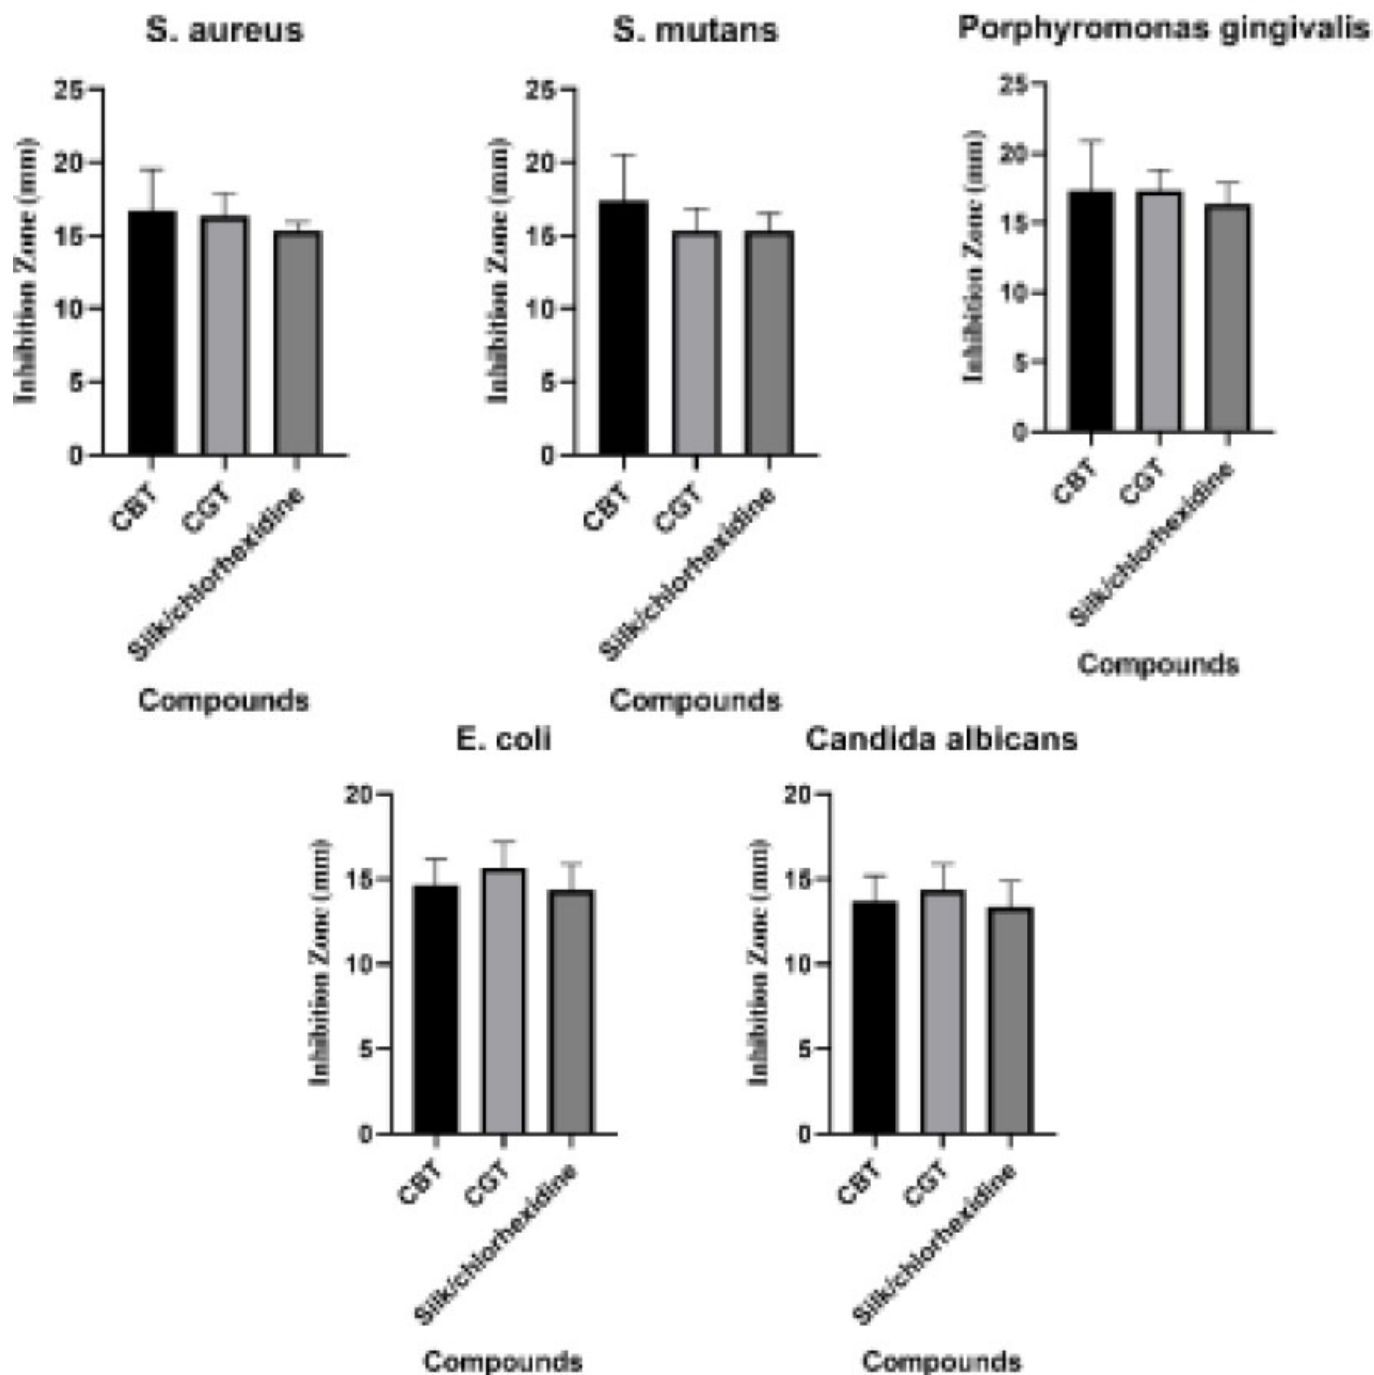 S. aureus
25
20
15
10
5
0
Inhibition Zone (mm)
CBT
CGT
Silk/chlorhexidine
Compounds
S. mutans
25
20
15
10
5
0
Inhibition Zone (mm)
CBT
CGT
Silk/chlorhexidine
Compounds
Porphyromonas gingivalis
25
20
15
10
5
0
Inhibition Zone (mm)
CBT
CGT
Silk/chlorhexidine
Compounds
E. coli
20
15
10
5
0
Inhibition Zone (mm)
CBT
CGT
Silk/chlorhexidine
Compounds
Candida albicans
20
15
10
5
0
Inhibition Zone (mm)
CBT
CGT
Silk/chlorhexidine
Compounds